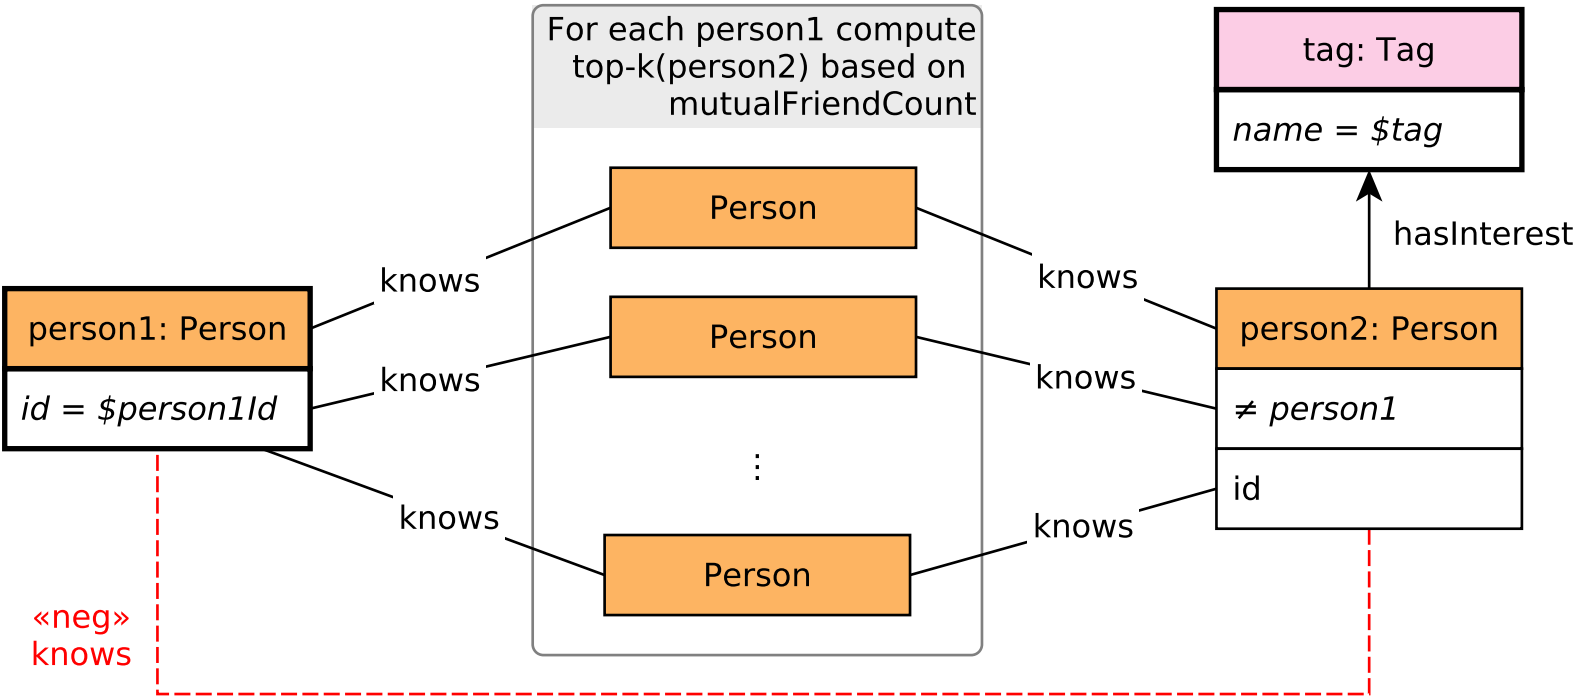 For each person1 compute
top-k(person2) based on
mutualFriendCount
tag: Tag
name = $tag
hasInterest
Person
knows
knows
person1: Person
id = $person1Id
Person
knows
knows
person2: Person
≠ person1
id
⋮
knows
knows
Person
«neg»
knows